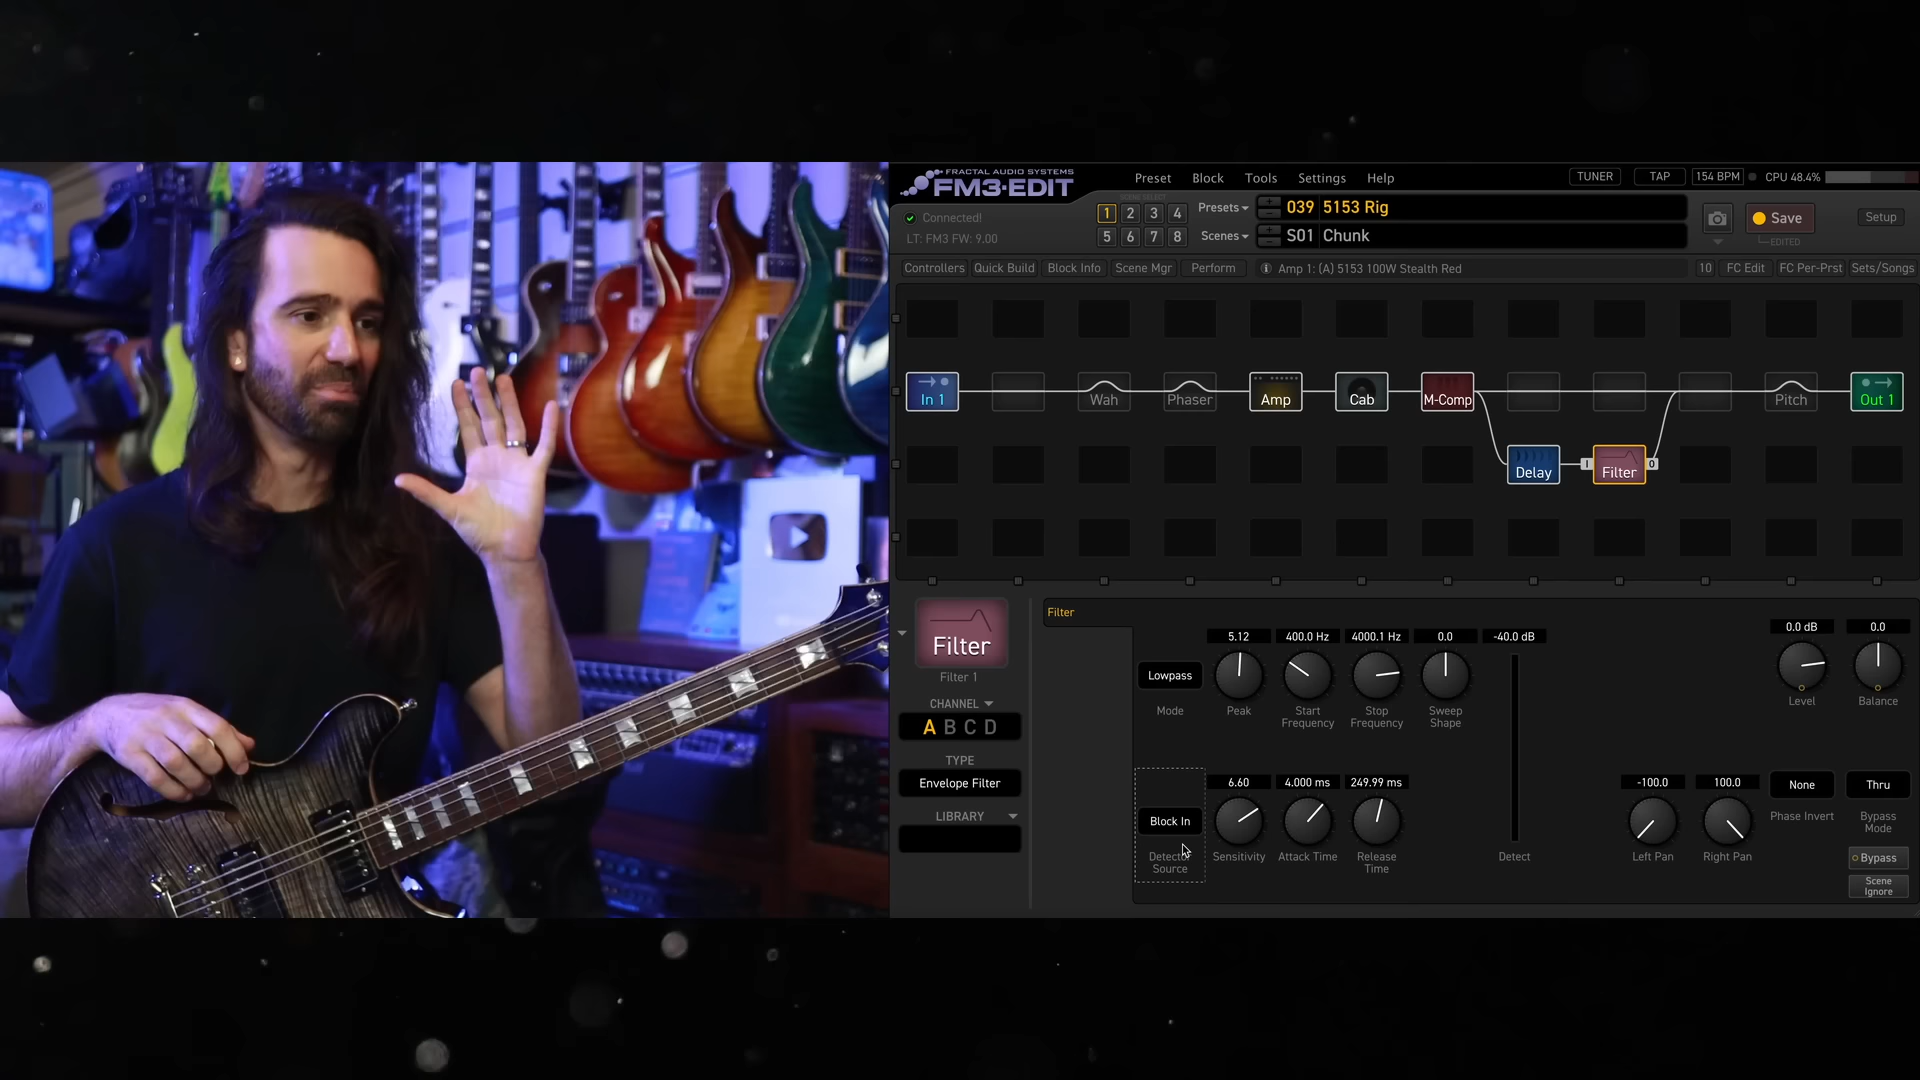 FRACTAL AUDIO SYSTEMS
FM3•EDIT
Preset Block Tools Settings Help
TUNER TAP 154 BPM CPU 48.4%
Connected!
LT: FM3 FW: 9.00
SCENE SELECT
1 2 3 4
5 6 7 8
Presets
039 5153 Rig
Scenes
S01 Chunk
Save
EDITED
Setup
Controllers Quick Build Block Info Scene Mgr Perform
Amp 1: (A) 5153 100W Stealth Red
10 FC Edit FC Per-Prst Sets/Songs
In 1 Wah Phaser Amp Cab M-Comp Pitch Out 1
Delay I Filter O
Filter
Filter 1
CHANNEL
A B C D
TYPE
Envelope Filter
LIBRARY
Filter
5.12 400.0 Hz 4000.1 Hz 0.0 -40.0 dB
Lowpass
Mode Peak Start Frequency Stop Frequency Sweep Shape
0.0 dB 0.0
Level Balance
6.60 4.000 ms 249.99 ms
Block In
Detector Source Sensitivity Attack Time Release Time Detect
-100.0 100.0 None Thru
Left Pan Right Pan Phase Invert Bypass Mode
Bypass
Scene Ignore